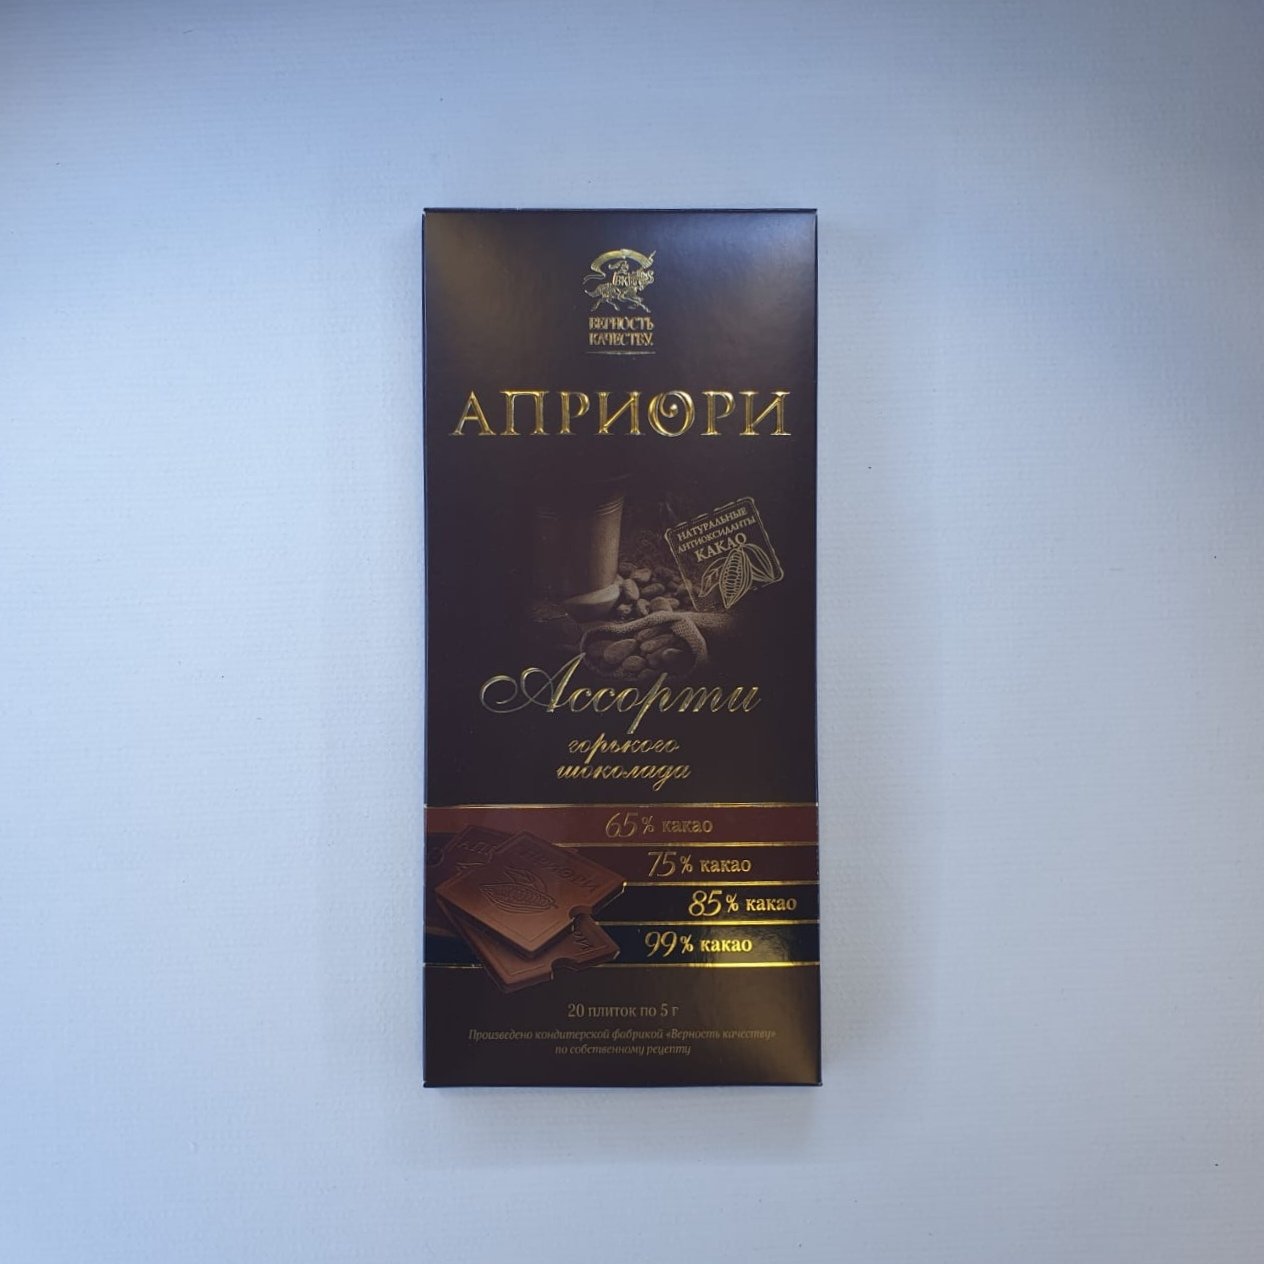 ВЕРНОСТЬ
КАЧЕСТВУ.
АПРИОРИ
НАТУРАЛЬНЫЕ
АНТИОКСИДАНТЫ
КАКАО
Ассорти
горького
шоколада
65% какао
75% какао
85% какао
99% какао
20 плиток по 5 г
Произведено кондитерской фабрикой «Верность качеству»
по собственному рецепту